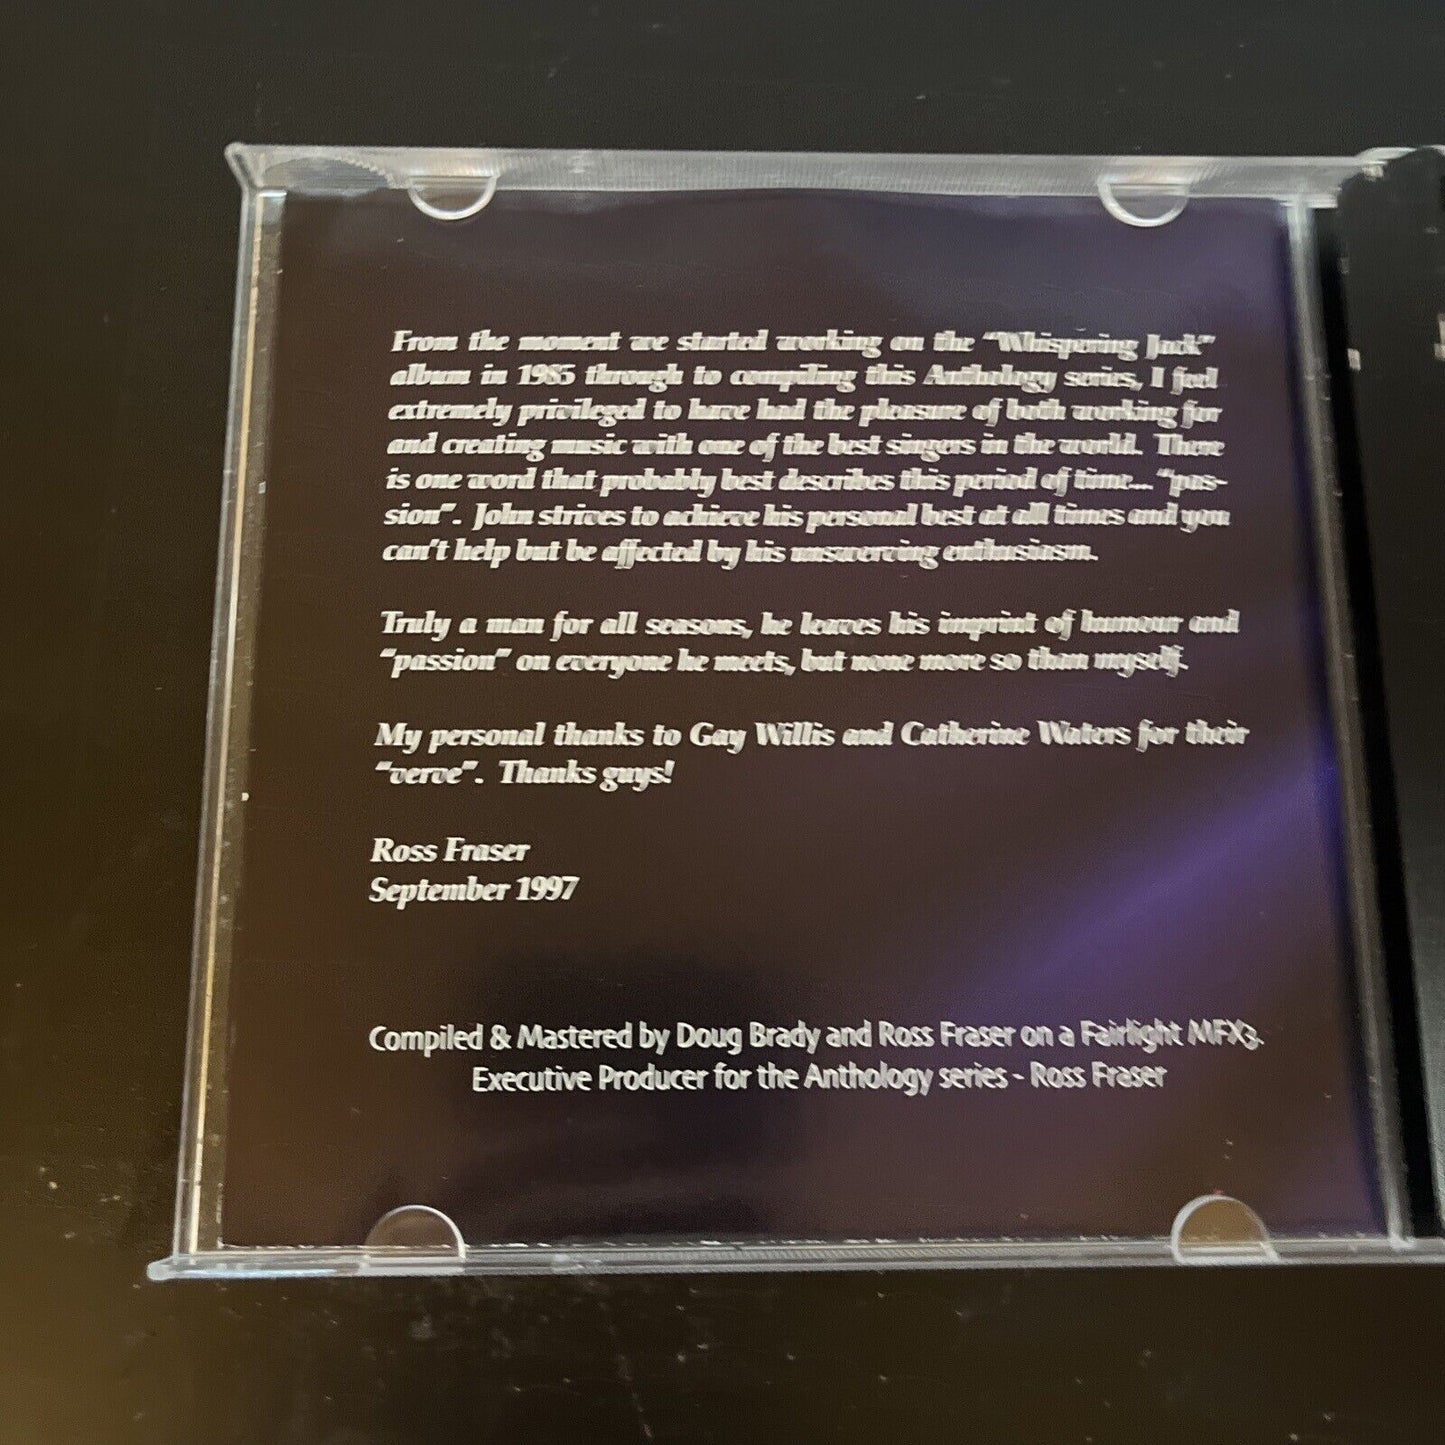 From the moment we started working on the “Whispering Jack”
album in 1985 through to compiling this Anthology series, I feel
extremely privileged to have had the pleasure of both working for
and creating music with one of the best singers in the world. There
is one word that probably best describes this period of time... “pas-
sion”. John strives to achieve his personal best at all times and you
can’t help but be affected by his unswerving enthusiasm.
Truly a man for all seasons, he leaves his imprint of humour and
“passion” on everyone he meets, but none more so than myself.
My personal thanks to Gay Willis and Catherine Waters for their
“verve”. Thanks guys!
Ross Fraser
September 1997
Compiled & Mastered by Doug Brady and Ross Fraser on a Fairlight MFX3.
Executive Producer for the Anthology series - Ross Fraser